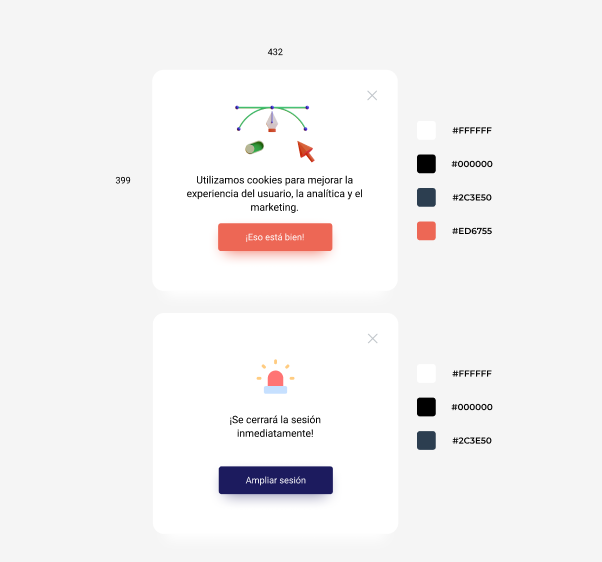 432
399
Utilizamos cookies para mejorar la
experiencia del usuario, la analítica y el
marketing.
¡Eso está bien!
#FFFFFF
#000000
#2C3E50
#ED6755
¡Se cerrará la sesión
inmediatamente!
Ampliar sesión
#FFFFFF
#000000
#2C3E50